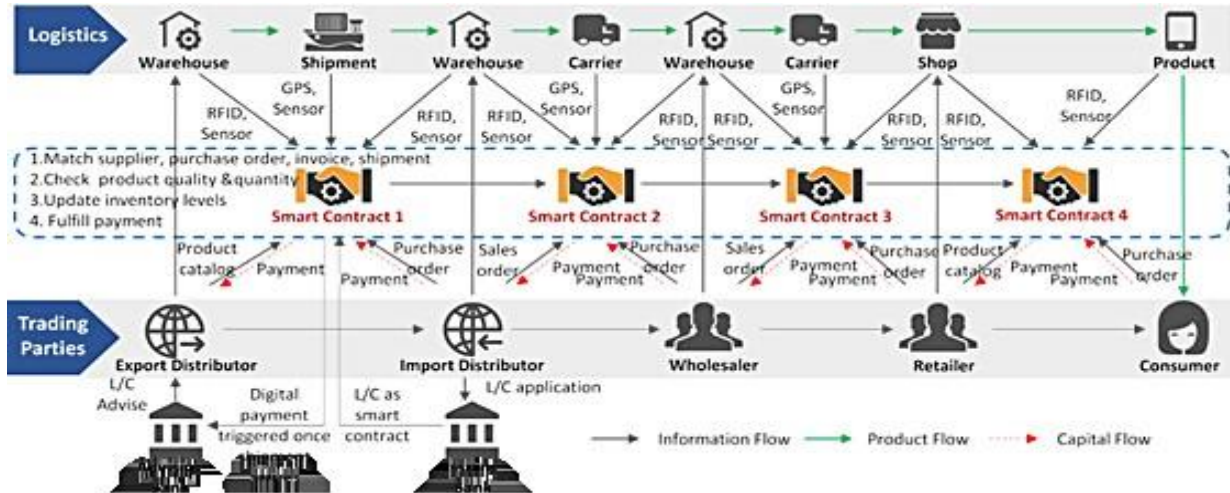 Logistics
Warehouse
Shipment
Warehouse
Carrier
Warehouse
Carrier
Shop
Product
RFID,
Sensor
GPS,
Sensor
RFID,
Sensor
RFID,
Sensor
GPS,
Sensor
RFID,
Sensor
RFID,
Sensor
GPS,
Sensor
RFID,
Sensor
RFID,
Sensor
RFID,
Sensor
1.Match supplier, purchase order, invoice, shipment
2.Check product quality &quantity
3.Update inventory levels
4. Fulfill payment
Smart Contract 1
Smart Contract 2
Smart Contract 3
Smart Contract 4
Product
catalog
Payment
Payment
Purchase
order
Sales
order
Payment
Payment
Purchase
order
Sales
order
Payment
Payment
Purchase
order
Product
catalog
Payment
Payment
Purchase
order
Trading
Parties
Export Distributor
Import Distributor
Wholesaler
Retailer
Consumer
L/C
Advise
Digital
payment
triggered once
L/C as
smart
contract
L/C application
Information Flow
Product Flow
Capital Flow